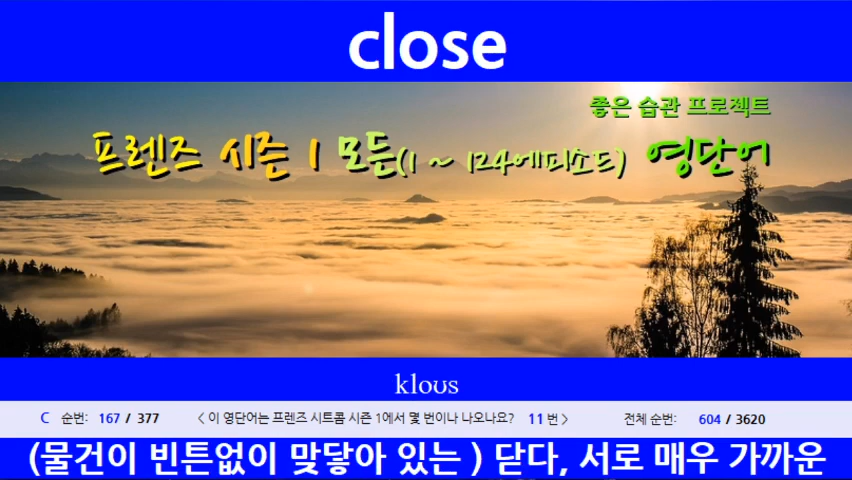 close
좋은 습관 프로젝트
프렌즈 시즌 1 모든(1 ~ 124에피소드) 영단어
kloʊs
C 순번: 167 / 377 < 이 영단어는 프렌즈 시트콤 시즌 1에서 몇 번이나 나오나요? 11 번 > 전체 순번: 604 / 3620
(물건이 빈튼없이 맞닿아 있는 ) 닫다, 서로 매우 가까운